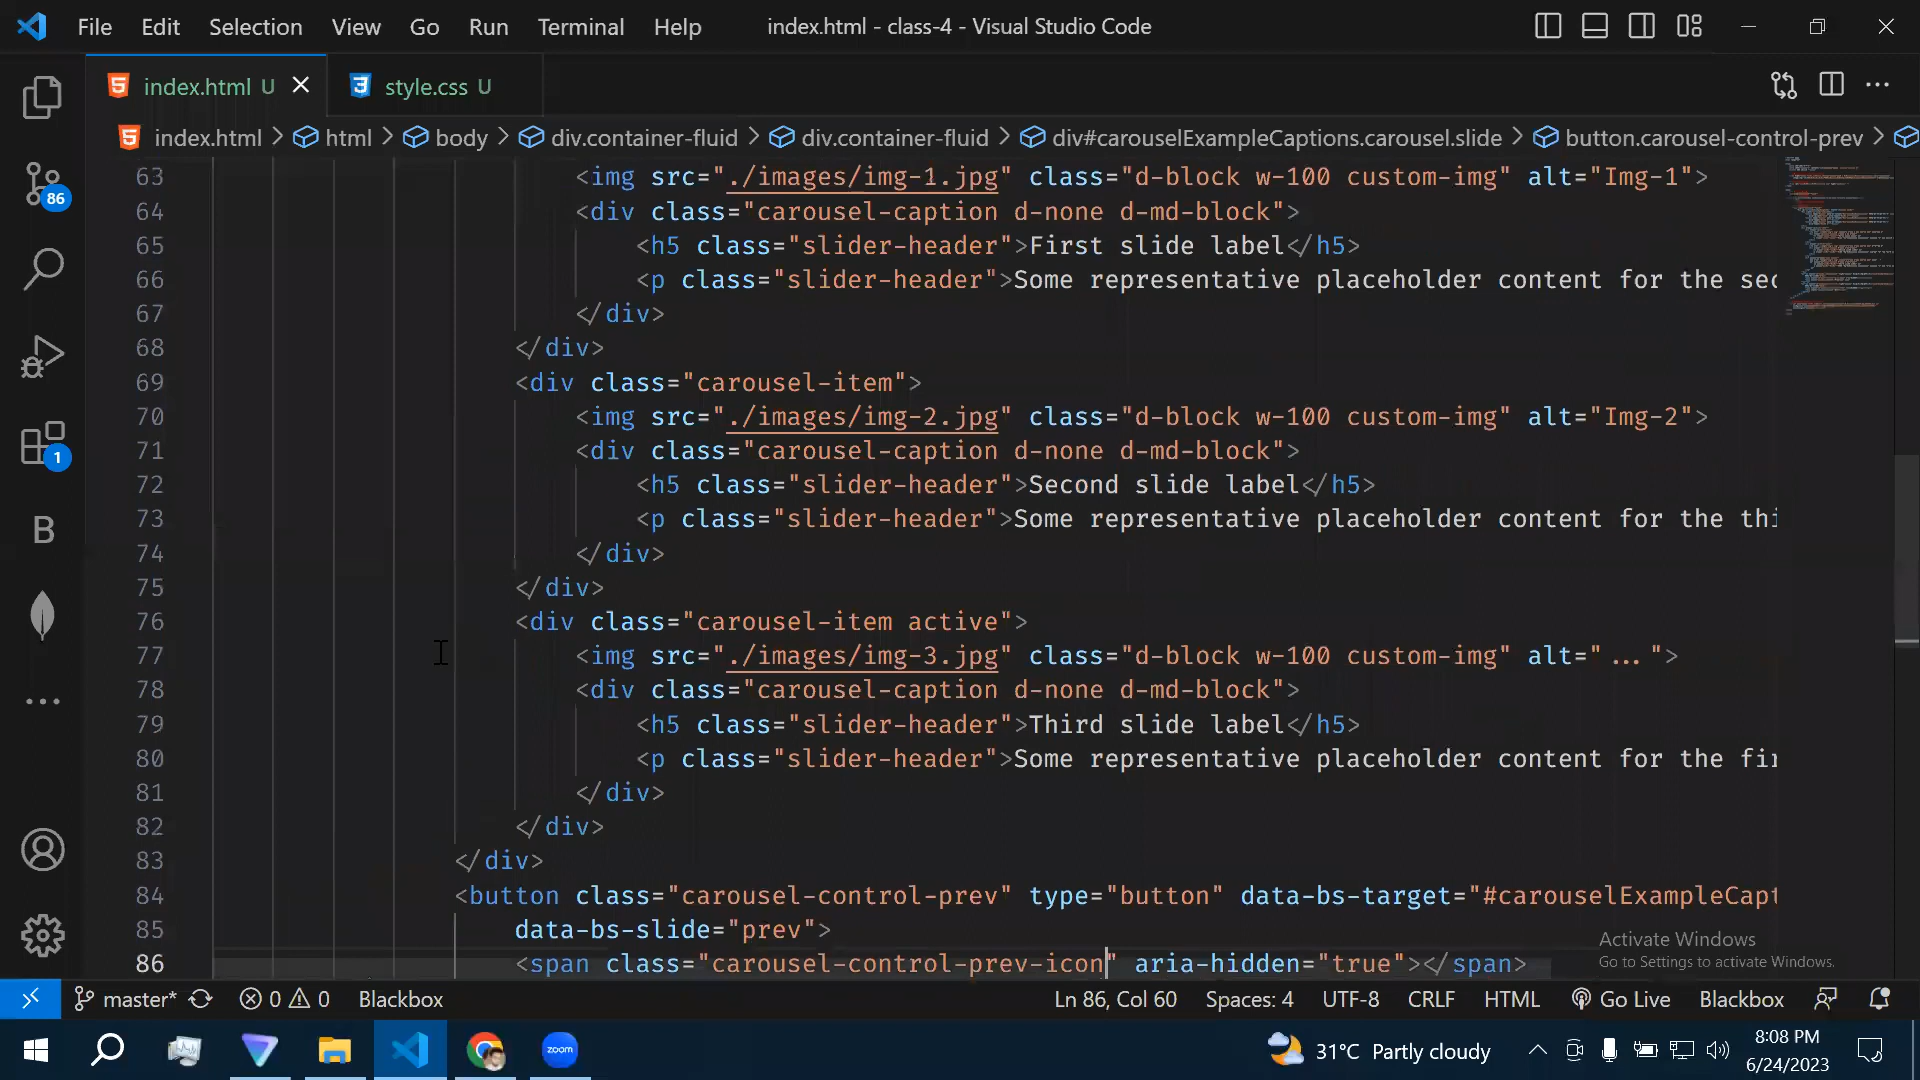 File Edit Selection View Go Run Terminal Help index.html - class-4 - Visual Studio Code
index.html U style.css U
index.html > html > body > div.container-fluid > div.container-fluid > div#carouselExampleCaptions.carousel.slide > button.carousel-control-prev >
63 <img src="./images/img-1.jpg" class="d-block w-100 custom-img" alt="Img-1">
64 <div class="carousel-caption d-none d-md-block">
65 <h5 class="slider-header">First slide label</h5>
66 <p class="slider-header">Some representative placeholder content for the sec
67 </div>
68 </div>
69 <div class="carousel-item">
70 <img src="./images/img-2.jpg" class="d-block w-100 custom-img" alt="Img-2">
71 <div class="carousel-caption d-none d-md-block">
72 <h5 class="slider-header">Second slide label</h5>
73 <p class="slider-header">Some representative placeholder content for the thi
74 </div>
75 </div>
76 <div class="carousel-item active">
77 <img src="./images/img-3.jpg" class="d-block w-100 custom-img" alt="...">
78 <div class="carousel-caption d-none d-md-block">
79 <h5 class="slider-header">Third slide label</h5>
80 <p class="slider-header">Some representative placeholder content for the fir
81 </div>
82 </div>
83 </div>
84 <button class="carousel-control-prev" type="button" data-bs-target="#carouselExampleCapt
85 data-bs-slide="prev">
86 <span class="carousel-control-prev-icon" aria-hidden="true"></span>
86
1
B
Activate Windows
Go to Settings to activate Windows.
master* 0 0 Blackbox Ln 86, Col 60 Spaces: 4 UTF-8 CRLF HTML Go Live Blackbox
zoom 31°C Partly cloudy 8:08 PM
6/24/2023